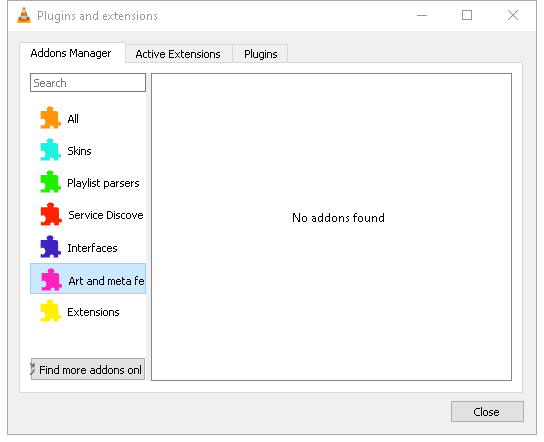 Plugins and extensions
Addons Manager
Active Extensions
Plugins
Search
All
Skins
Playlist parsers
Service Discove
Interfaces
Art and meta fe
Extensions
No addons found
Find more addons onl
Close